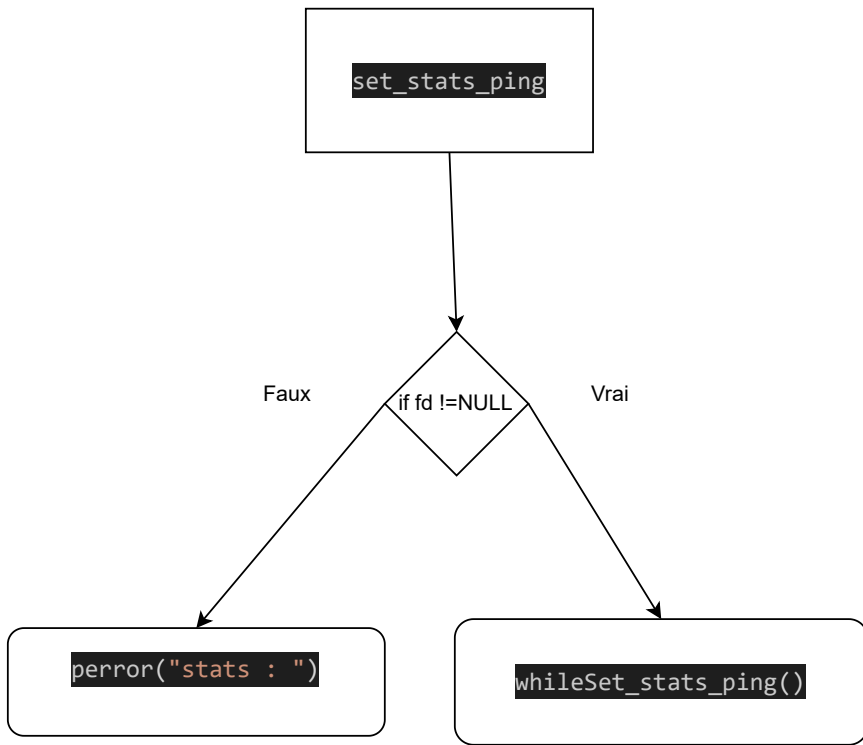 set_stats_ping
Faux
if fd !=NULL
Vrai
perror("stats : ")
whileSet_stats_ping()